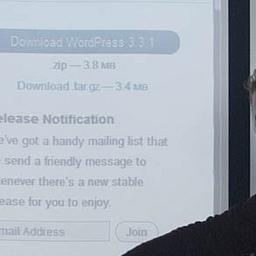 Download WordPress 3.3.1
.zip — 3.8 MB
Download .tar.gz — 3.4 MB
elease Notification
e've got a handy mailing list that
send a friendly message to
enever there's a new stable
ease for you to enjoy.
mail Address
Join